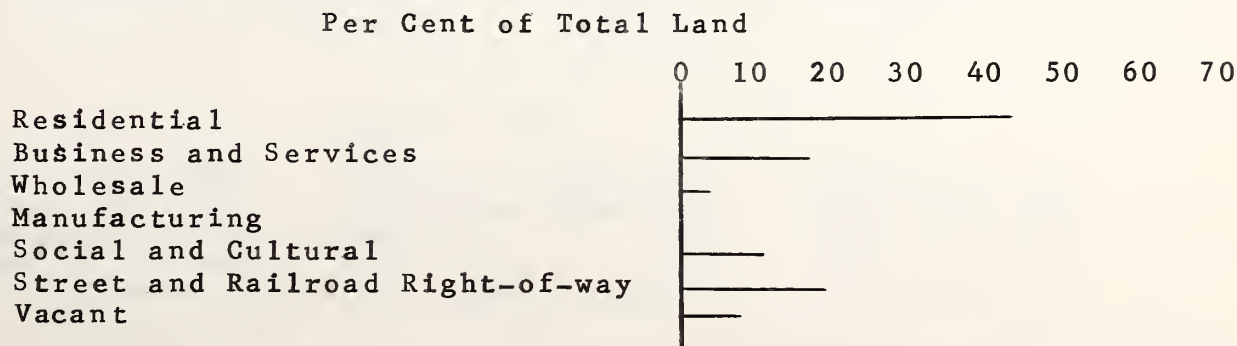 Per Cent of Total Land
0 10 20 30 40 50 60 70
Residential
Business and Services
Wholesale
Manufacturing
Social and Cultural
Street and Railroad Right-of-way
Vacant